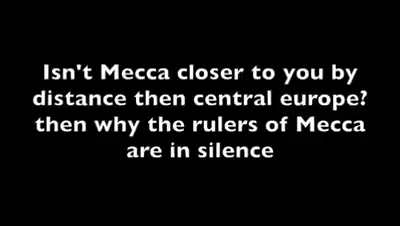 Isn't Mecca closer to you by
distance then central europe?
then why the rulers of Mecca
are in silence